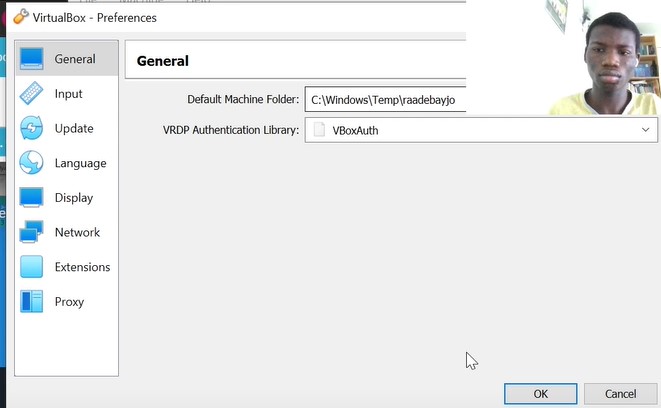 VirtualBox - Preferences
General
General
Default Machine Folder: C:\Windows\Temp\raadebayjo
VRDP Authentication Library: VBoxAuth
Input
Update
Language
Display
Network
Extensions
Proxy
OK Cancel